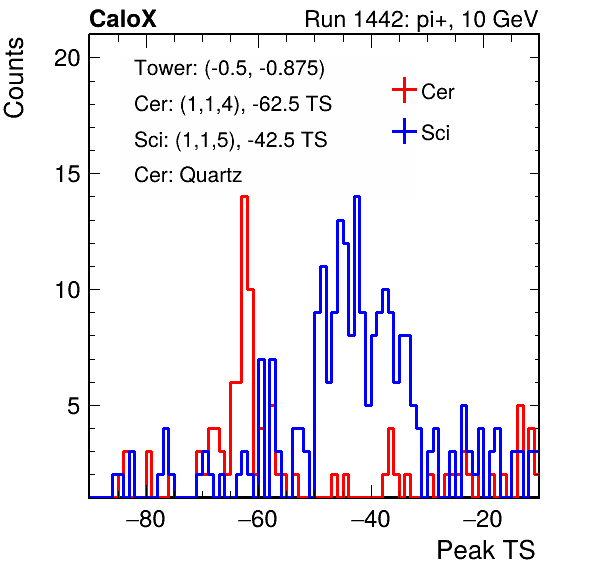 CaloX Run 1442: pi+, 10 GeV
Counts
20
15
10
5
Tower: (-0.5, -0.875)
Cer: (1,1,4), -62.5 TS
Sci: (1,1,5), -42.5 TS
Cer: Quartz
Cer
Sci
−80 −60 −40 −20
Peak TS